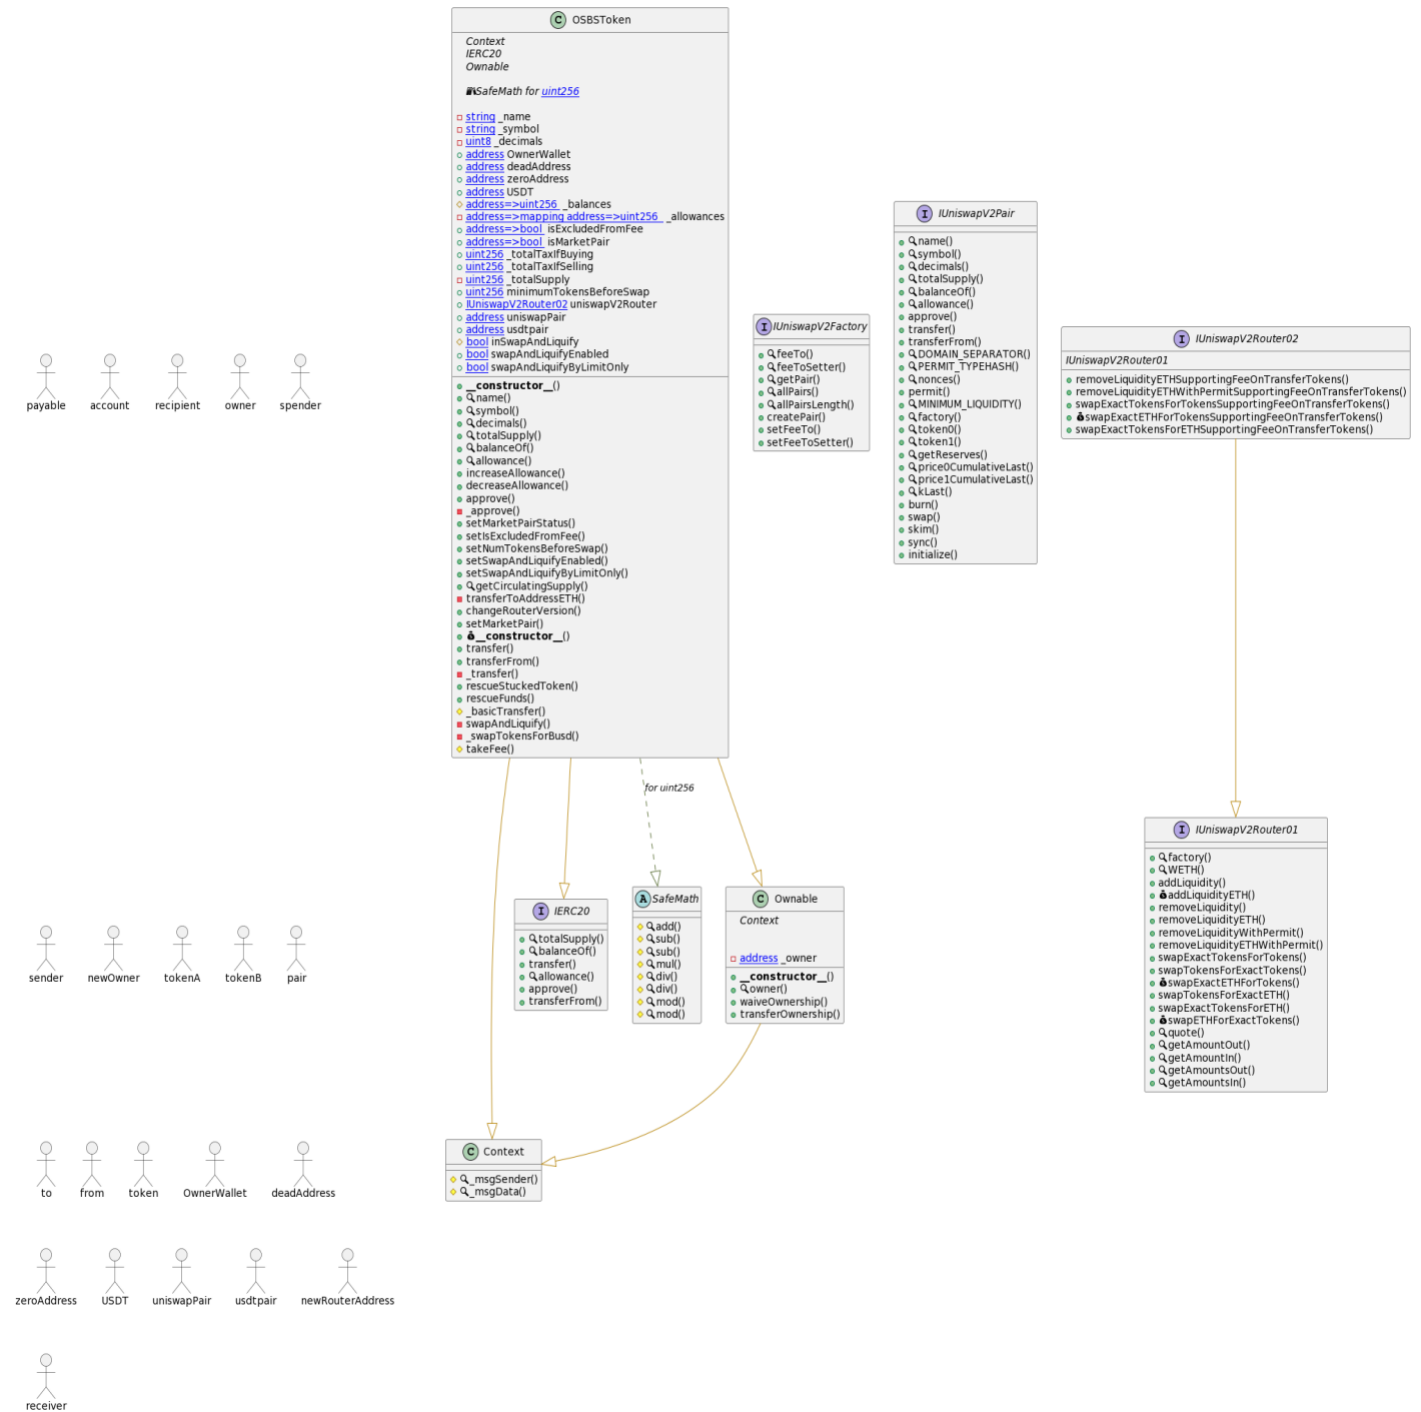 OSBSToken
Context
IERC20
Ownable
SafeMath for uint256
string _name
string _symbol
uint8 _decimals
address OwnerWallet
address deadAddress
address zeroAddress
address USDT
address=>uint256 _balances
address=>mapping address=>uint256 _allowances
address=>bool isExcludedFromFee
address=>bool isMarketPair
uint256 _totalTaxIfBuying
uint256 _totalTaxIfSelling
uint256 _totalSupply
uint256 minimumTokensBeforeSwap
IUniswapV2Router02 uniswapV2Router
address uniswapPair
address usdtpair
bool inSwapAndLiquify
bool swapAndLiquifyEnabled
bool swapAndLiquifyByLimitOnly
__constructor__()
name()
symbol()
decimals()
totalSupply()
balanceOf()
allowance()
increaseAllowance()
decreaseAllowance()
approve()
_approve()
setMarketPairStatus()
setIsExcludedFromFee()
setNumTokensBeforeSwap()
setSwapAndLiquifyEnabled()
setSwapAndLiquifyByLimitOnly()
getCirculatingSupply()
transferToAddressETH()
changeRouterVersion()
setMarketPair()
__constructor__()
transfer()
transferFrom()
_transfer()
rescueStuckedToken()
rescueFunds()
_basicTransfer()
swapAndLiquify()
_swapTokensForBusd()
takeFee()
IUniswapV2Factory
feeTo()
feeToSetter()
getPair()
allPairs()
allPairsLength()
createPair()
setFeeTo()
setFeeToSetter()
IUniswapV2Pair
name()
symbol()
decimals()
totalSupply()
balanceOf()
allowance()
approve()
transfer()
transferFrom()
DOMAIN_SEPARATOR()
PERMIT_TYPEHASH()
nonces()
permit()
MINIMUM_LIQUIDITY()
factory()
token0()
token1()
getReserves()
price0CumulativeLast()
price1CumulativeLast()
kLast()
burn()
swap()
skim()
sync()
initialize()
IUniswapV2Router02
IUniswapV2Router01
removeLiquidityETHSupportingFeeOnTransferTokens()
removeLiquidityETHWithPermitSupportingFeeOnTransferTokens()
swapExactTokensForTokensSupportingFeeOnTransferTokens()
swapExactETHForTokensSupportingFeeOnTransferTokens()
swapExactTokensForETHSupportingFeeOnTransferTokens()
payable
account
recipient
owner
spender
for uint256
IERC20
totalSupply()
balanceOf()
transfer()
allowance()
approve()
transferFrom()
SafeMath
add()
sub()
sub()
mul()
div()
div()
mod()
mod()
Ownable
Context
address _owner
__constructor__()
owner()
waiveOwnership()
transferOwnership()
IUniswapV2Router01
factory()
WETH()
addLiquidity()
addLiquidityETH()
removeLiquidity()
removeLiquidityETH()
removeLiquidityWithPermit()
removeLiquidityETHWithPermit()
swapExactTokensForTokens()
swapTokensForExactTokens()
swapExactETHForTokens()
swapTokensForExactETH()
swapExactTokensForETH()
swapETHForExactTokens()
quote()
getAmountOut()
getAmountIn()
getAmountsOut()
getAmountsIn()
sender
newOwner
tokenA
tokenB
pair
Context
_msgSender()
_msgData()
to
from
token
OwnerWallet
deadAddress
zeroAddress
USDT
uniswapPair
usdtpair
newRouterAddress
receiver